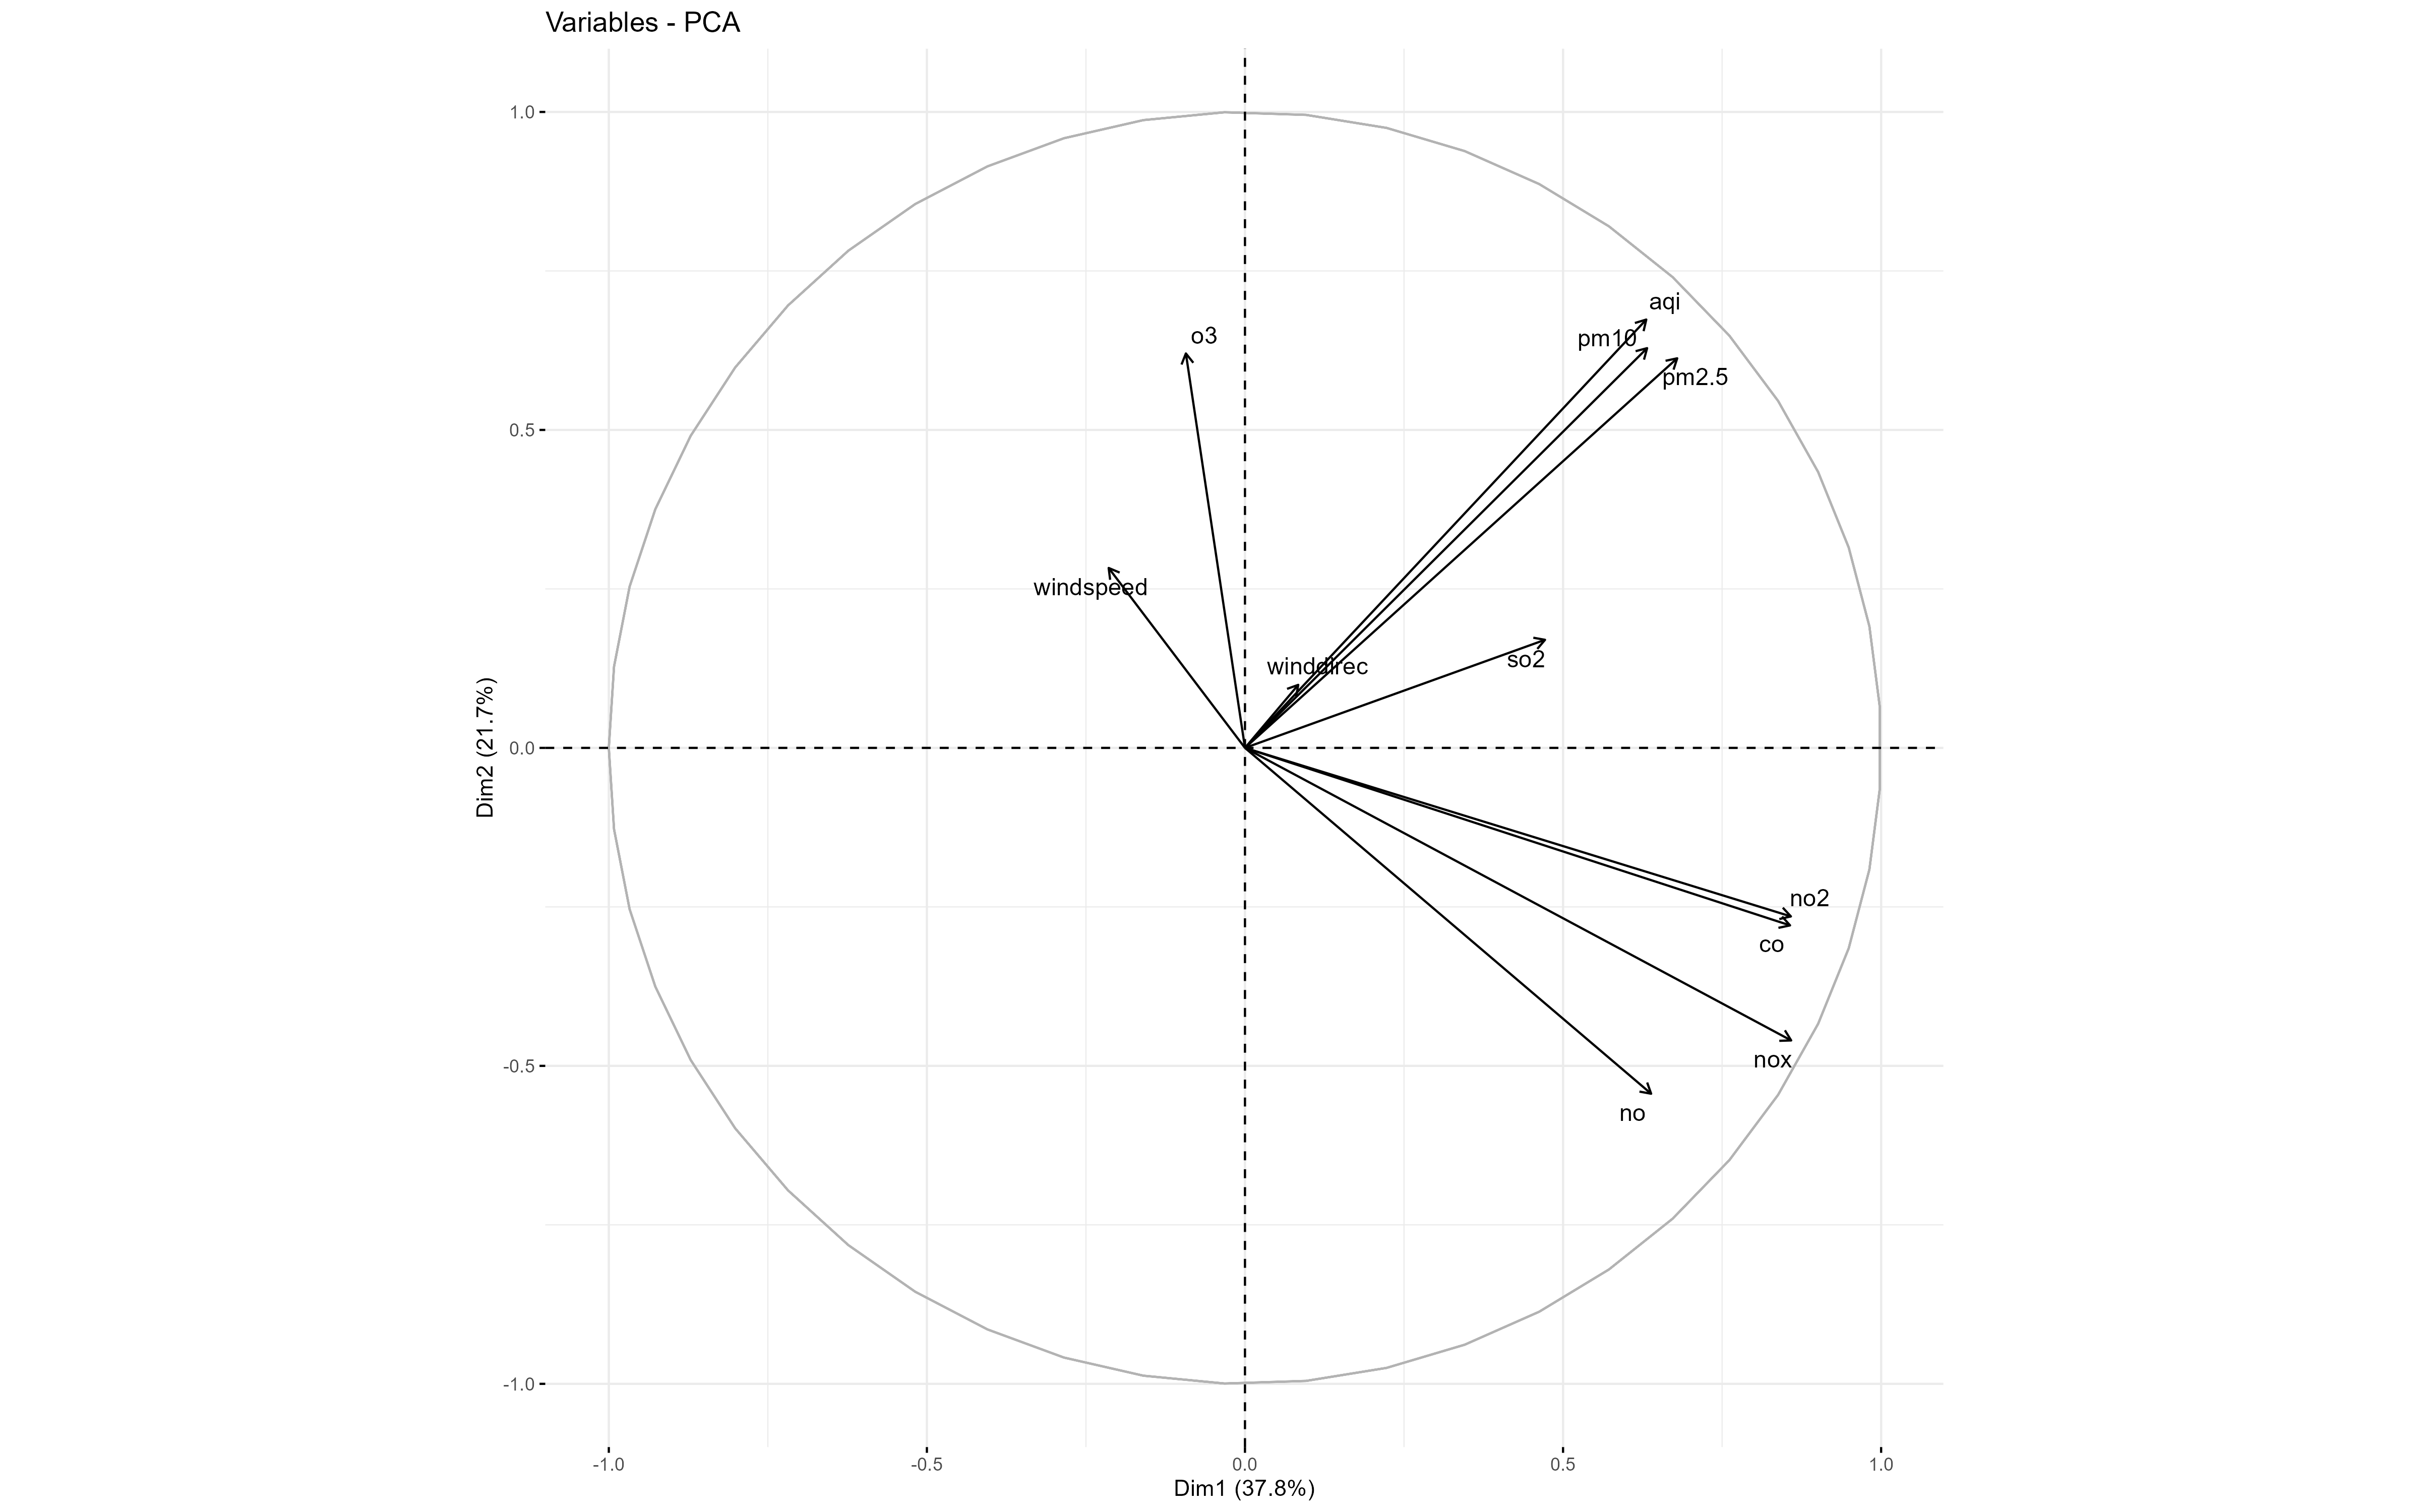 Variables - PCA
1.0
0.5
0.0
-0.5
-1.0
Dim2 (21.7%)
aqi
pm10
pm2.5
o3
windspeed
winddirec
so2
no2
co
nox
no
-1.0
-0.5
0.0
0.5
1.0
Dim1 (37.8%)